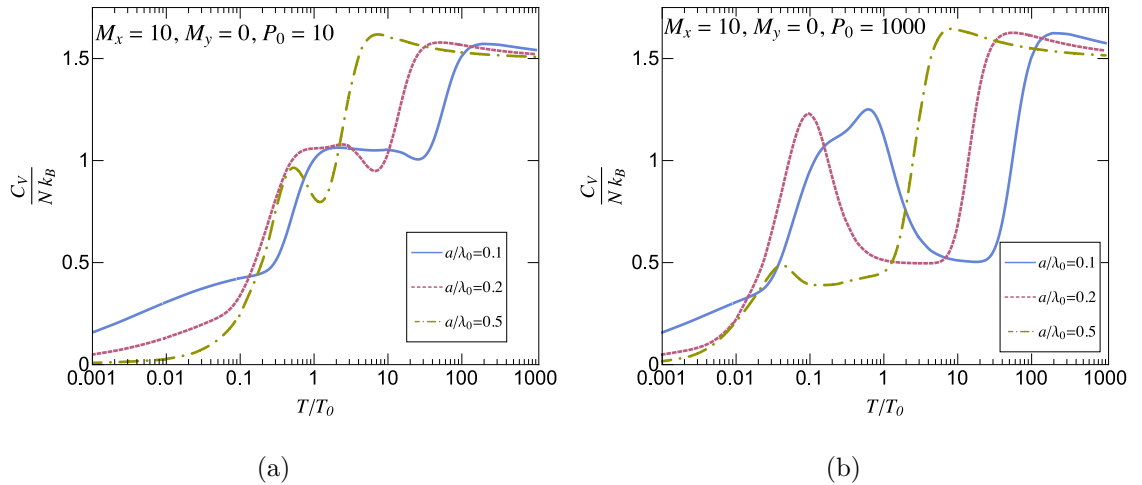 M_x = 10, M_y = 0, P_0 = 10
C_V / N k_B
1.5
1
0.5
0
a/λ_0=0.1
a/λ_0=0.2
a/λ_0=0.5
0.001 0.01 0.1 1 10 100 1000
T/T_0
(a)
M_x = 10, M_y = 0, P_0 = 1000
C_V / N k_B
1.5
1
0.5
0
a/λ_0=0.1
a/λ_0=0.2
a/λ_0=0.5
0.001 0.01 0.1 1 10 100 1000
T/T_0
(b)